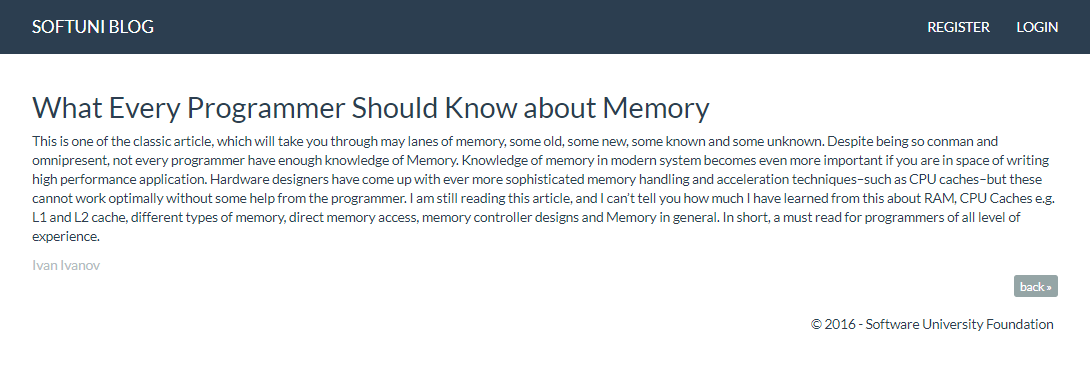 SOFTUNI BLOG
REGISTER
LOGIN
What Every Programmer Should Know about Memory
This is one of the classic article, which will take you through may lanes of memory, some old, some new, some known and some unknown. Despite being so conman and
omnipresent, not every programmer have enough knowledge of Memory. Knowledge of memory in modern system becomes even more important if you are in space of writing
high performance application. Hardware designers have come up with ever more sophisticated memory handling and acceleration techniques–such as CPU caches–but these
cannot work optimally without some help from the programmer. I am still reading this article, and I can't tell you how much I have learned from this about RAM, CPU Caches e.g.
L1 and L2 cache, different types of memory, direct memory access, memory controller designs and Memory in general. In short, a must read for programmers of all level of
experience.
Ivan Ivanov
back »
© 2016 - Software University Foundation